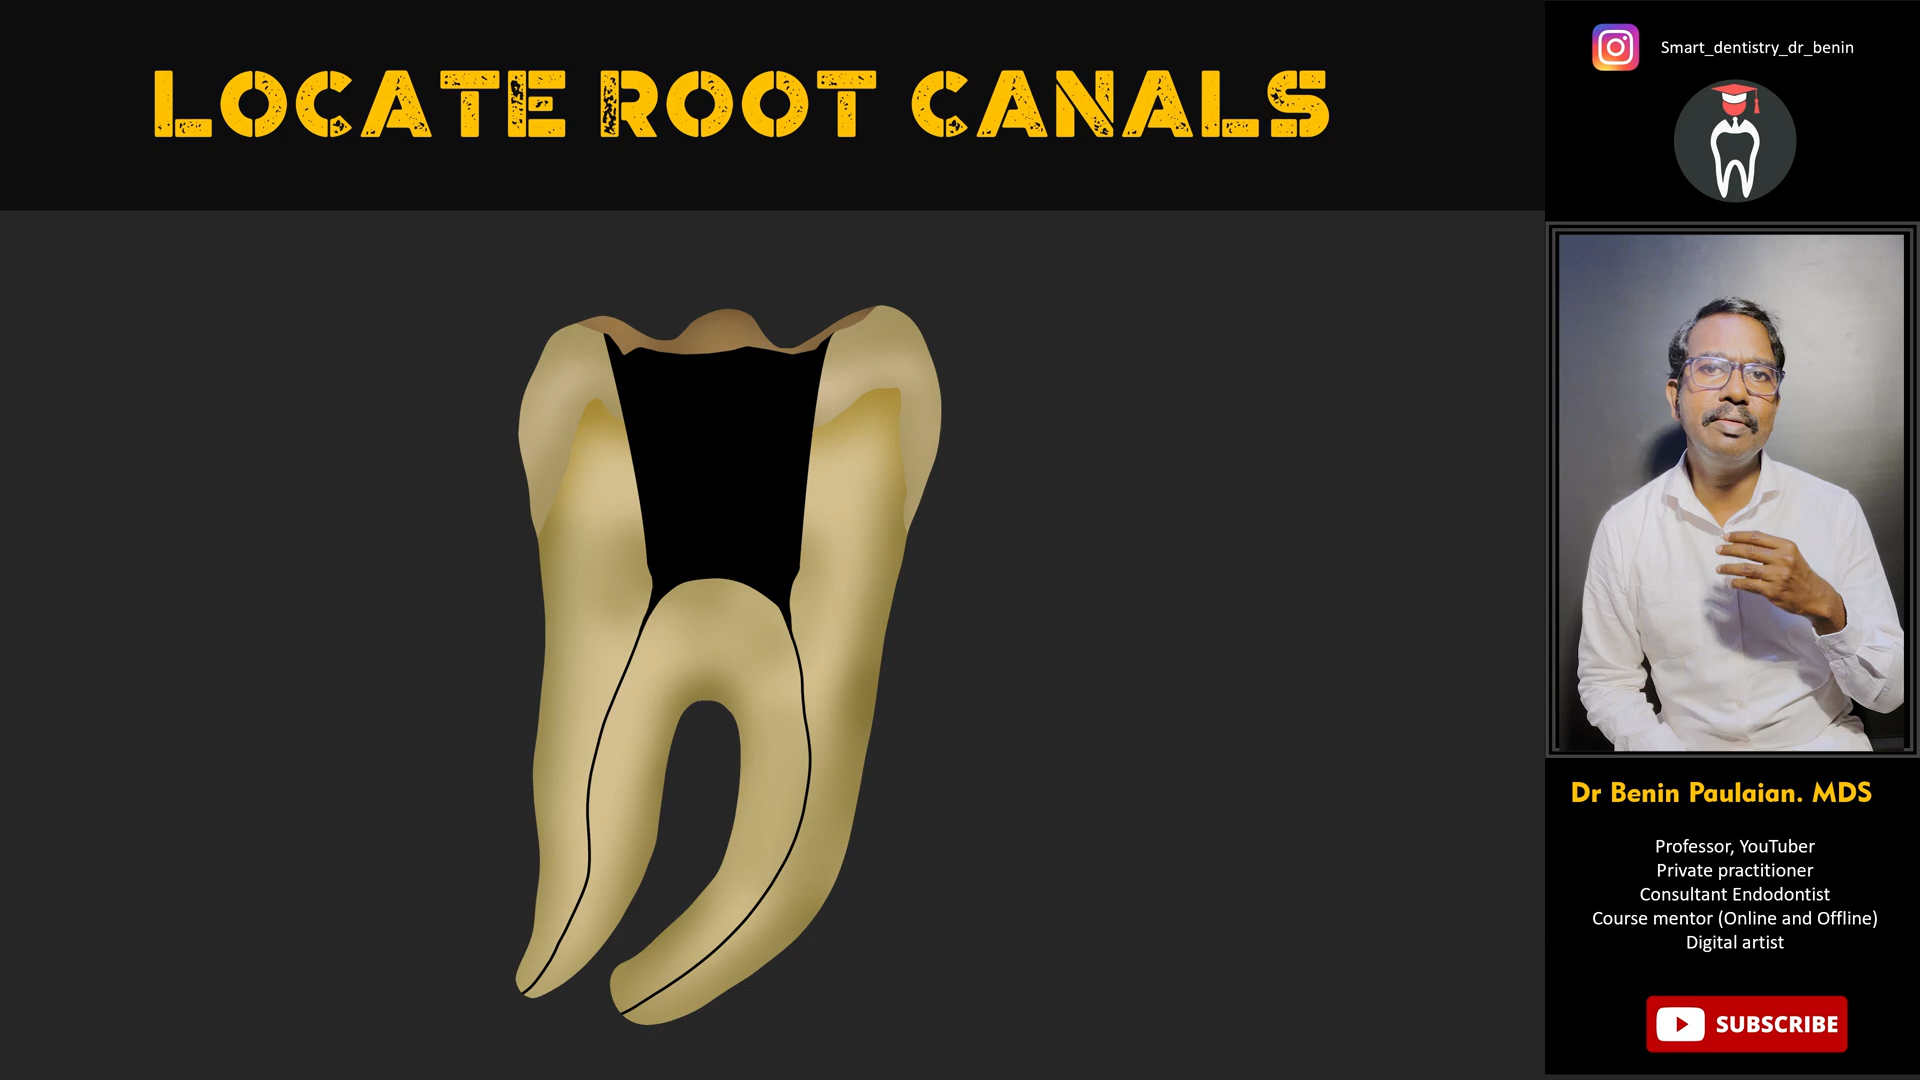 LOCATE ROOT CANALS
Smart_dentistry_dr_benin
Dr Benin Paulaian. MDS
Professor, YouTuber
Private practitioner
Consultant Endodontist
Course mentor (Online and Offline)
Digital artist
SUBSCRIBE